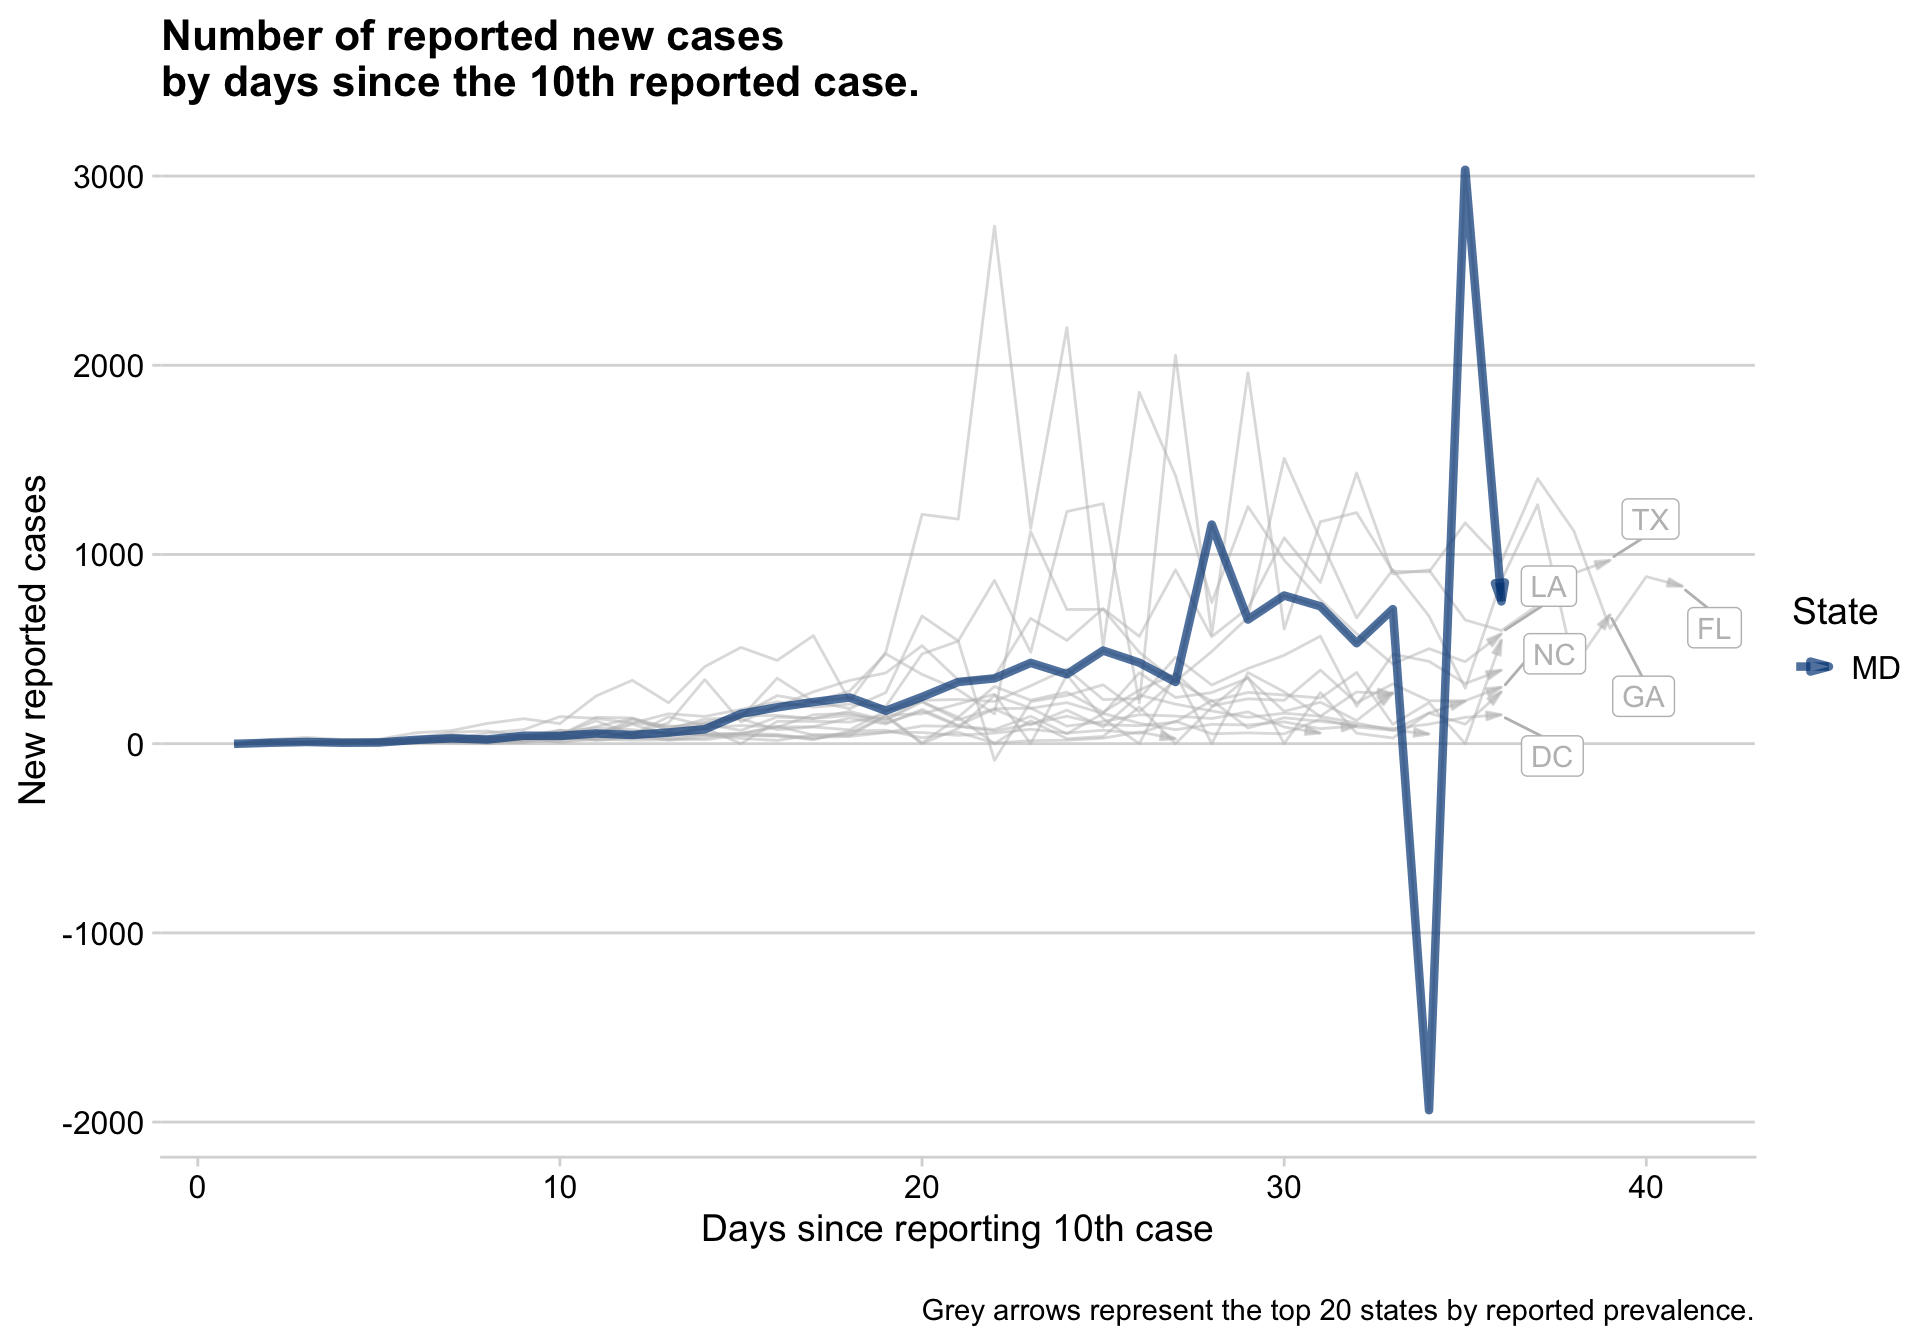 Number of reported new cases
by days since the 10th reported case.
New reported cases
3000
2000
1000
0
-1000
-2000
TX
LA
FL
NC
GA
DC
State
MD
0 10 20 30 40
Days since reporting 10th case
Grey arrows represent the top 20 states by reported prevalence.